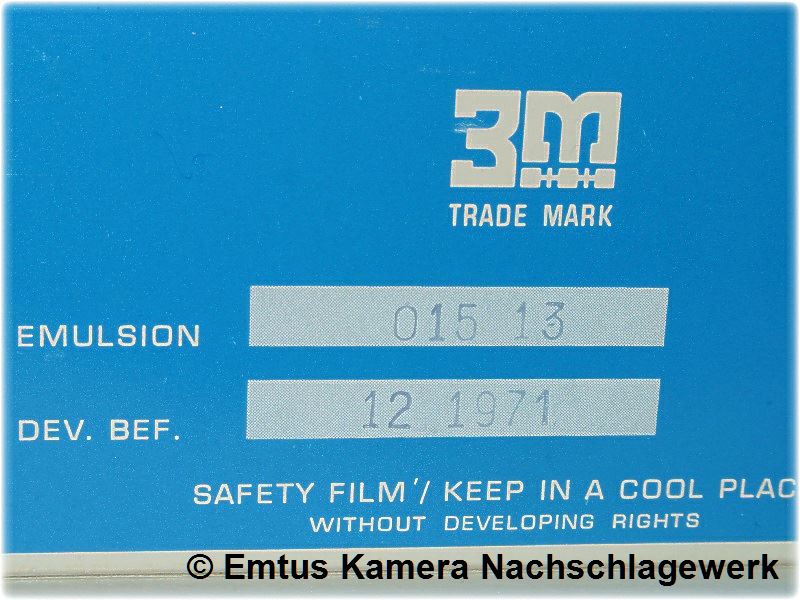 3M
TRADE MARK
EMULSION 015 13
DEV. BEF. 12 1971
SAFETY FILM'/ KEEP IN A COOL PLAC
WITHOUT DEVELOPING RIGHTS
© Emtus Kamera Nachschlagewerk